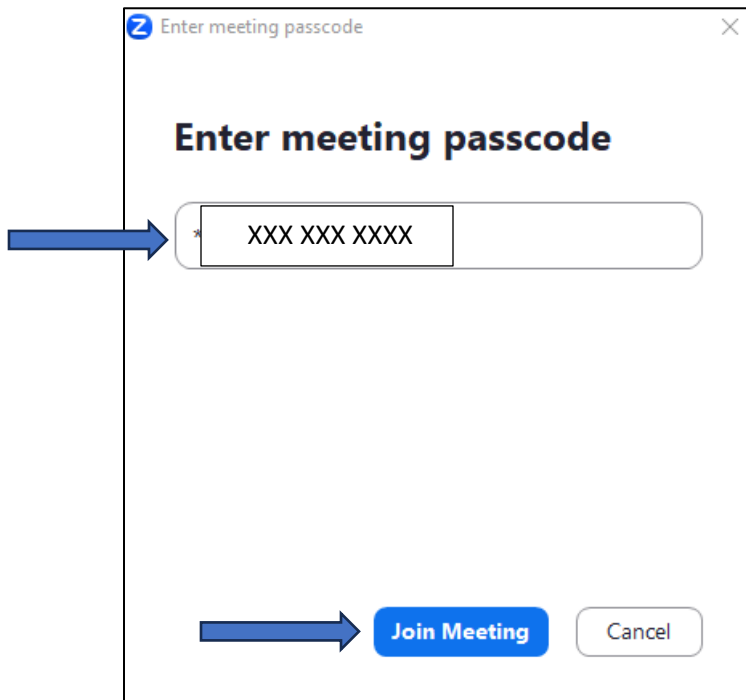 Z Enter meeting passcode
Enter meeting passcode
* XXX XXX XXXX
Join Meeting Cancel